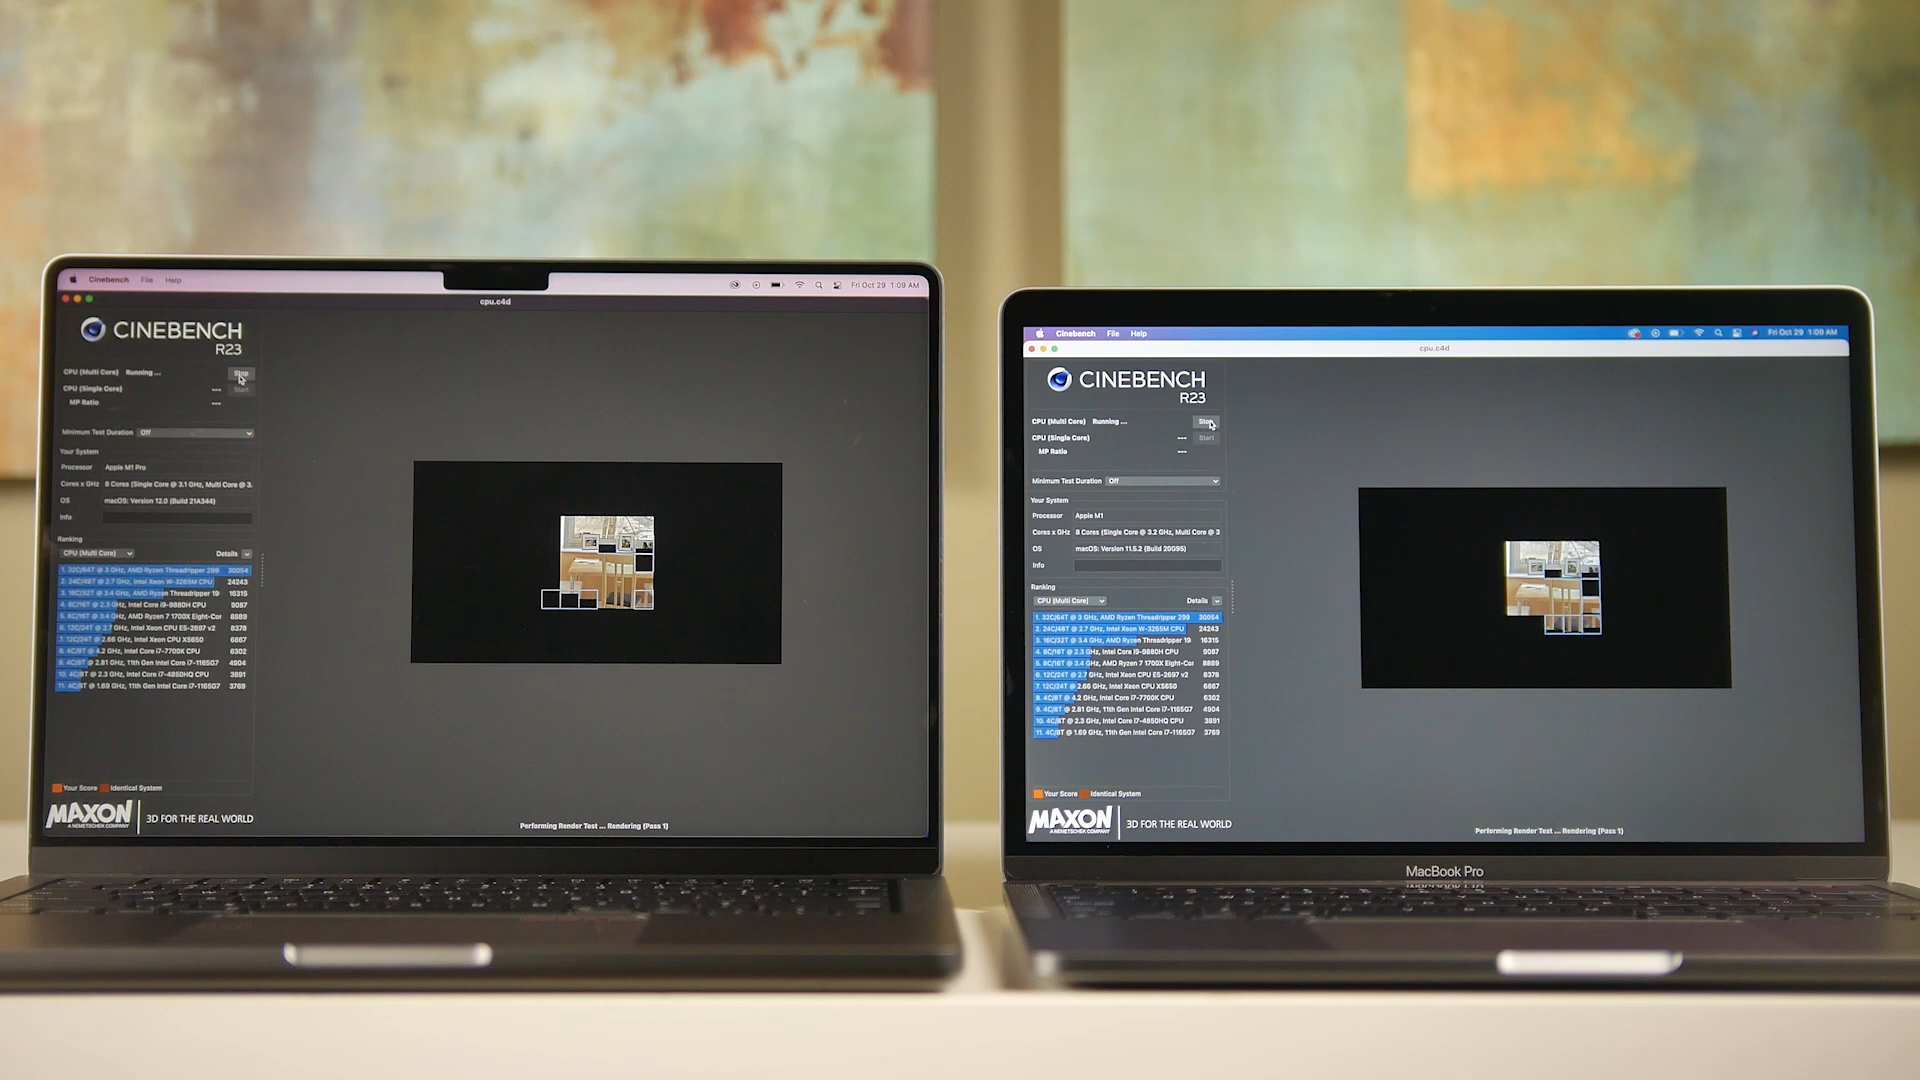 Cinebench File Help
Fri Oct 29 1:09 AM
cpu.c4d
CINEBENCH
R23
CPU (Multi Core) Running ... Stop
CPU (Single Core) --- Start
MP Ratio ---
Minimum Test Duration Off
Your System
Processor Apple M1 Pro
Cores x GHz 8 Cores (Single Core @ 3.1 GHz, Multi Core @ 3.
OS macOS: Version 12.0 (Build 21A344)
Info
Ranking
CPU (Multi Core) Details
1. 32C/64T @ 3 GHz, AMD Ryzen Threadripper 299 30054
2. 24C/48T @ 2.7 GHz, Intel Xeon W-3265M CPU 24243
3. 16C/32T @ 3.4 GHz, AMD Ryzen Threadripper 19 16315
4. 8C/16T @ 2.3 GHz, Intel Core i9-9880H CPU 9087
5. 8C/16T @ 3.4 GHz, AMD Ryzen 7 1700X Eight-Cor 8889
6. 12C/24T @ 2.7 GHz, Intel Xeon CPU E5-2697 v2 8378
7. 12C/24T @ 2.66 GHz, Intel Xeon CPU X5650 6867
8. 4C/8T @ 4.2 GHz, Intel Core i7-7700K CPU 6302
9. 4C/8T @ 2.81 GHz, 11th Gen Intel Core i7-1165G7 4904
10. 4C/8T @ 2.3 GHz, Intel Core i7-4850HQ CPU 3891
11. 4C/8T @ 1.69 GHz, 11th Gen Intel Core i7-1165G7 3769
Your Score Identical System
MAXON
A NEMETSCHEK COMPANY
3D FOR THE REAL WORLD
Performing Render Test ... Rendering (Pass 1)
Cinebench File Help
Fri Oct 29 1:09 AM
cpu.c4d
CINEBENCH
R23
CPU (Multi Core) Running ... Stop
CPU (Single Core) --- Start
MP Ratio ---
Minimum Test Duration Off
Your System
Processor Apple M1
Cores x GHz 8 Cores (Single Core @ 3.2 GHz, Multi Core @ 3
OS macOS: Version 11.5.2 (Build 20G95)
Info
Ranking
CPU (Multi Core) Details
1. 32C/64T @ 3 GHz, AMD Ryzen Threadripper 299 30054
2. 24C/48T @ 2.7 GHz, Intel Xeon W-3265M CPU 24243
3. 16C/32T @ 3.4 GHz, AMD Ryzen Threadripper 19 16315
4. 8C/16T @ 2.3 GHz, Intel Core i9-9880H CPU 9087
5. 8C/16T @ 3.4 GHz, AMD Ryzen 7 1700X Eight-Cor 8889
6. 12C/24T @ 2.7 GHz, Intel Xeon CPU E5-2697 v2 8378
7. 12C/24T @ 2.66 GHz, Intel Xeon CPU X5650 6867
8. 4C/8T @ 4.2 GHz, Intel Core i7-7700K CPU 6302
9. 4C/8T @ 2.81 GHz, 11th Gen Intel Core i7-1165G7 4904
10. 4C/8T @ 2.3 GHz, Intel Core i7-4850HQ CPU 3891
11. 4C/8T @ 1.69 GHz, 11th Gen Intel Core i7-1165G7 3769
Your Score Identical System
MAXON
A NEMETSCHEK COMPANY
3D FOR THE REAL WORLD
Performing Render Test ... Rendering (Pass 1)
MacBook Pro